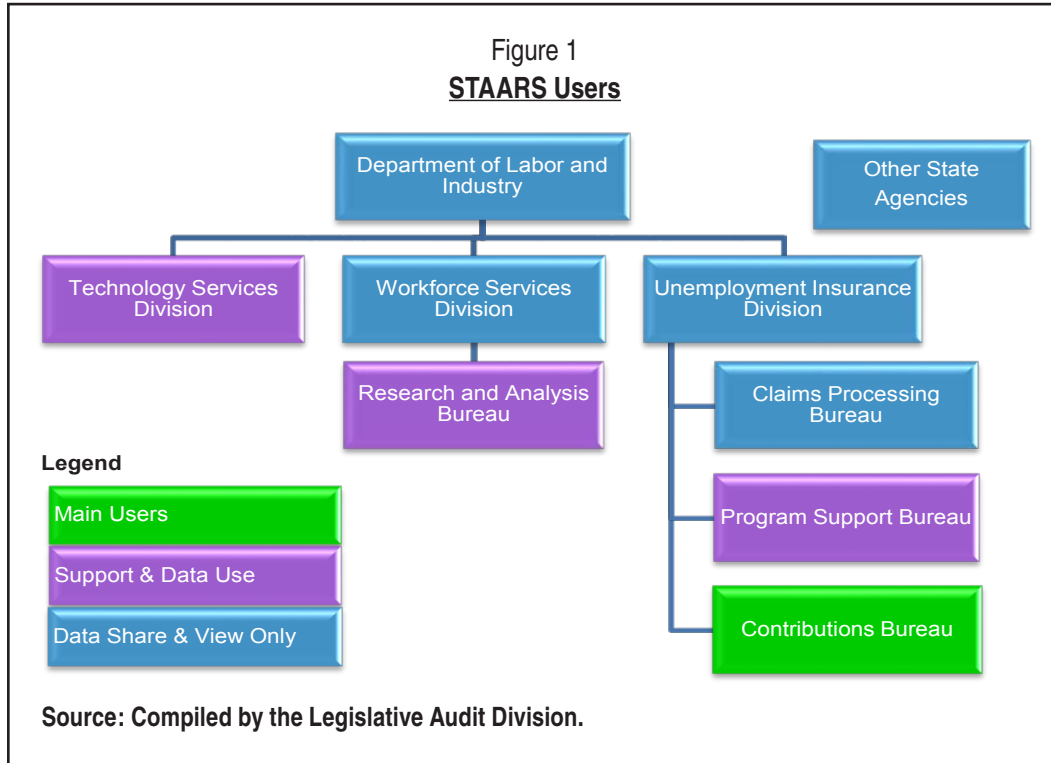 Figure 1
STAARS Users
Department of Labor and
Industry
Other State
Agencies
Technology Services
Division
Workforce Services
Division
Unemployment Insurance
Division
Research and Analysis
Bureau
Claims Processing
Bureau
Program Support Bureau
Contributions Bureau
Legend
Main Users
Support & Data Use
Data Share & View Only
Source: Compiled by the Legislative Audit Division.